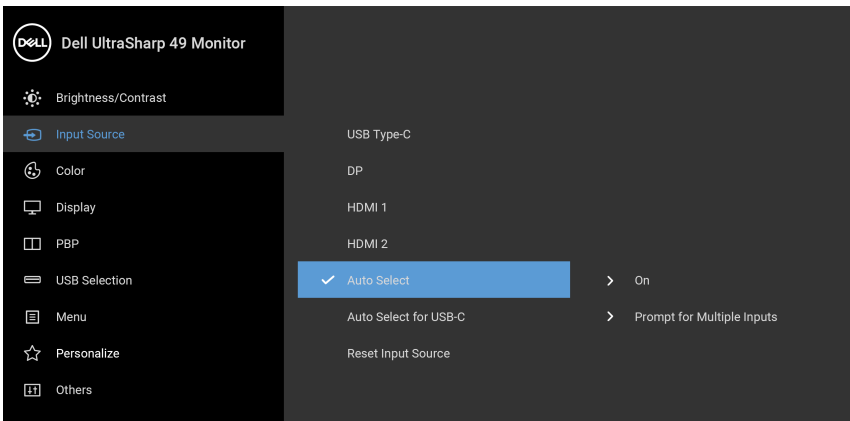 DELL Dell UltraSharp 49 Monitor
Brightness/Contrast
Input Source
Color
Display
PBP
USB Selection
Menu
Personalize
Others
USB Type-C
DP
HDMI 1
HDMI 2
Auto Select On
Auto Select for USB-C Prompt for Multiple Inputs
Reset Input Source